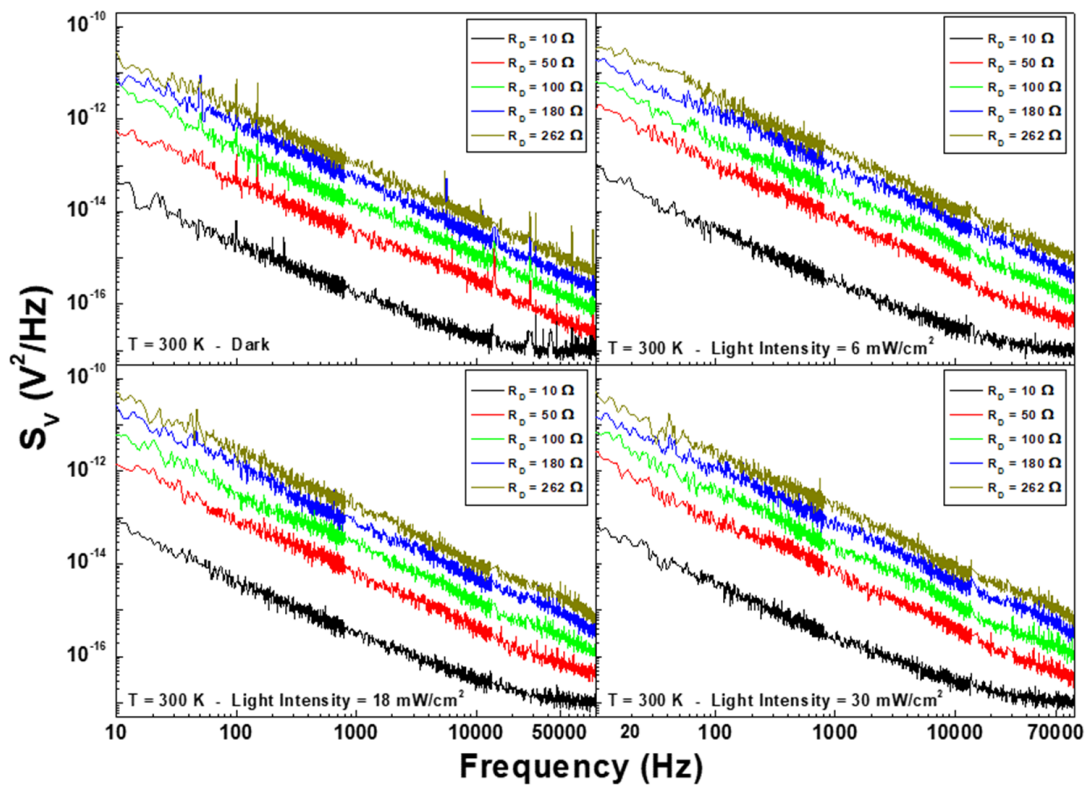 S_V (V²/Hz)
10⁻¹⁰
10⁻¹²
10⁻¹⁴
10⁻¹⁶
R_D = 10 Ω
R_D = 50 Ω
R_D = 100 Ω
R_D = 180 Ω
R_D = 262 Ω
T = 300 K - Dark
R_D = 10 Ω
R_D = 50 Ω
R_D = 100 Ω
R_D = 180 Ω
R_D = 262 Ω
T = 300 K - Light Intensity = 6 mW/cm²
10⁻¹⁰
10⁻¹²
10⁻¹⁴
10⁻¹⁶
R_D = 10 Ω
R_D = 50 Ω
R_D = 100 Ω
R_D = 180 Ω
R_D = 262 Ω
T = 300 K - Light Intensity = 18 mW/cm²
R_D = 10 Ω
R_D = 50 Ω
R_D = 100 Ω
R_D = 180 Ω
R_D = 262 Ω
T = 300 K - Light Intensity = 30 mW/cm²
10 100 1000 10000 50000 20 100 1000 10000 70000
Frequency (Hz)